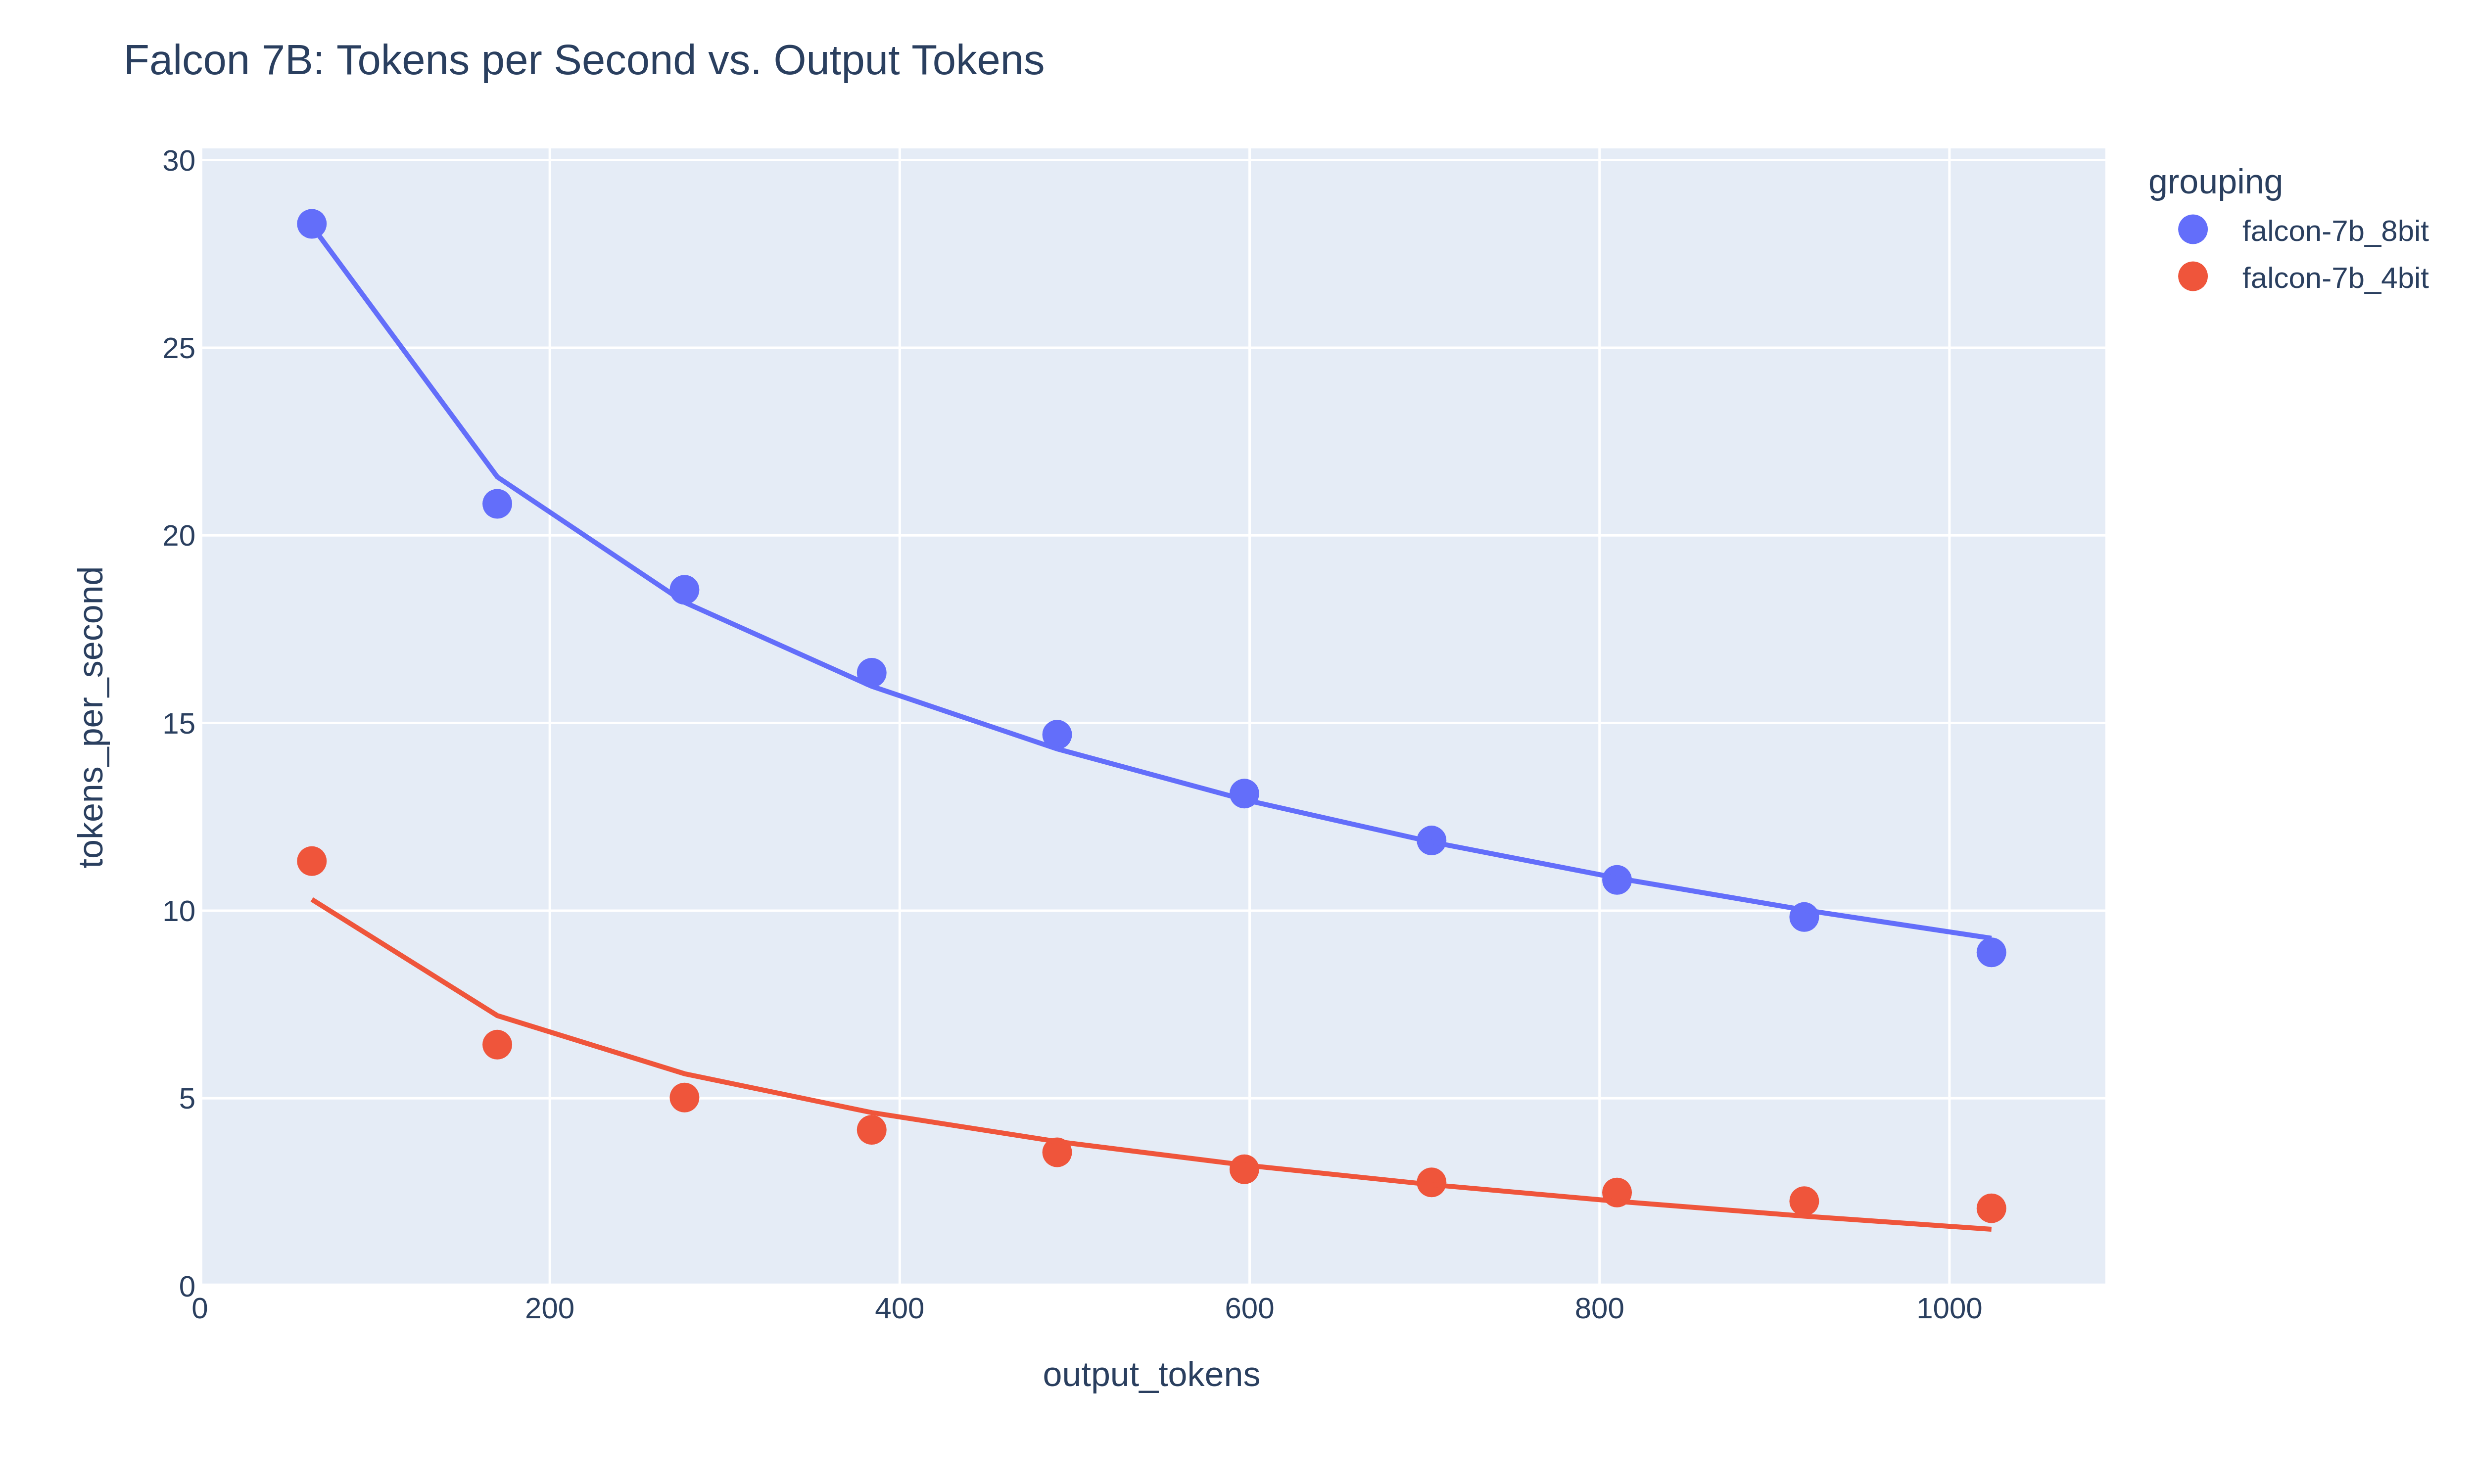 Falcon 7B: Tokens per Second vs. Output Tokens
grouping
falcon-7b_8bit
falcon-7b_4bit
tokens_per_second
30
25
20
15
10
5
0
0 200 400 600 800 1000
output_tokens